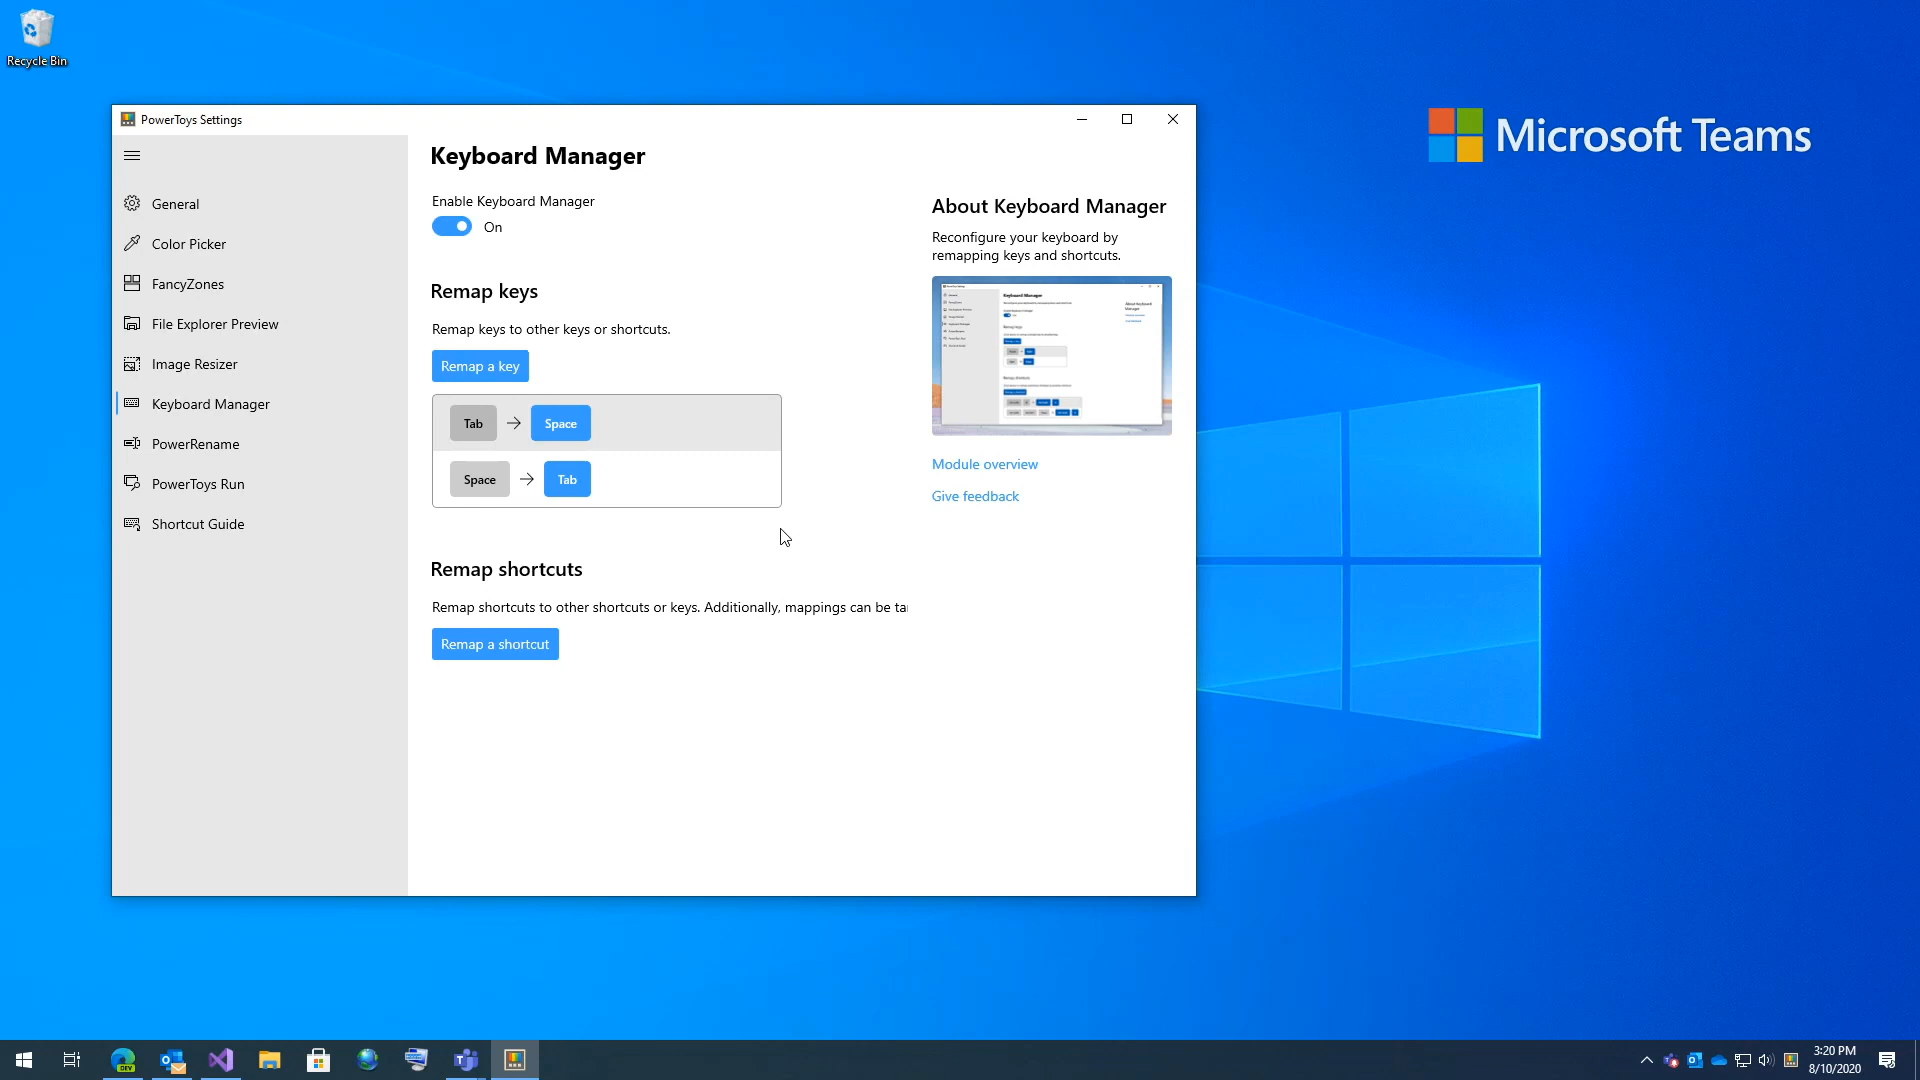 Recycle Bin
Microsoft Teams
PowerToys Settings
General
Color Picker
FancyZones
File Explorer Preview
Image Resizer
Keyboard Manager
PowerRename
PowerToys Run
Shortcut Guide
Keyboard Manager
Enable Keyboard Manager
On
Remap keys
Remap keys to other keys or shortcuts.
Remap a key
Tab → Space
Space → Tab
Remap shortcuts
Remap shortcuts to other shortcuts or keys. Additionally, mappings can be ta
Remap a shortcut
About Keyboard Manager
Reconfigure your keyboard by
remapping keys and shortcuts.
Module overview
Give feedback
DEV
3:20 PM
8/10/2020